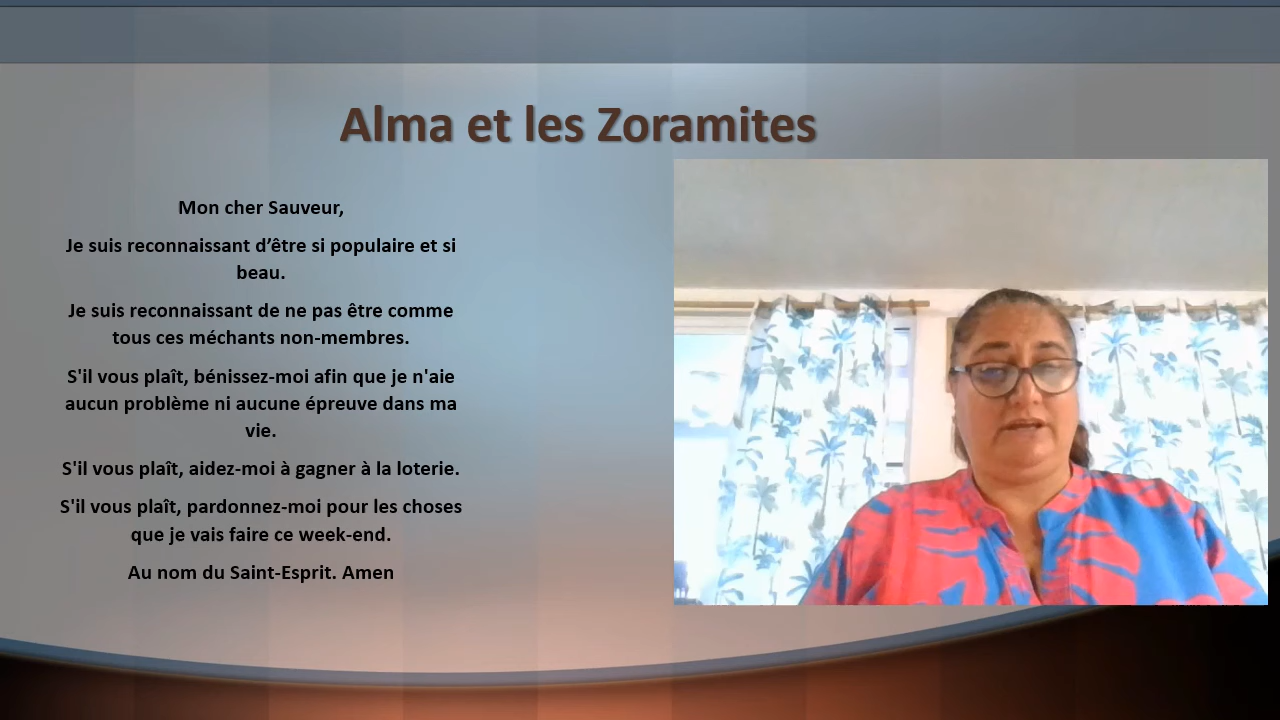 Alma et les Zoramites
Mon cher Sauveur,
Je suis reconnaissant d’être si populaire et si
beau.
Je suis reconnaissant de ne pas être comme
tous ces méchants non-membres.
S'il vous plaît, bénissez-moi afin que je n'aie
aucun problème ni aucune épreuve dans ma
vie.
S'il vous plaît, aidez-moi à gagner à la loterie.
S'il vous plaît, pardonnez-moi pour les choses
que je vais faire ce week-end.
Au nom du Saint-Esprit. Amen